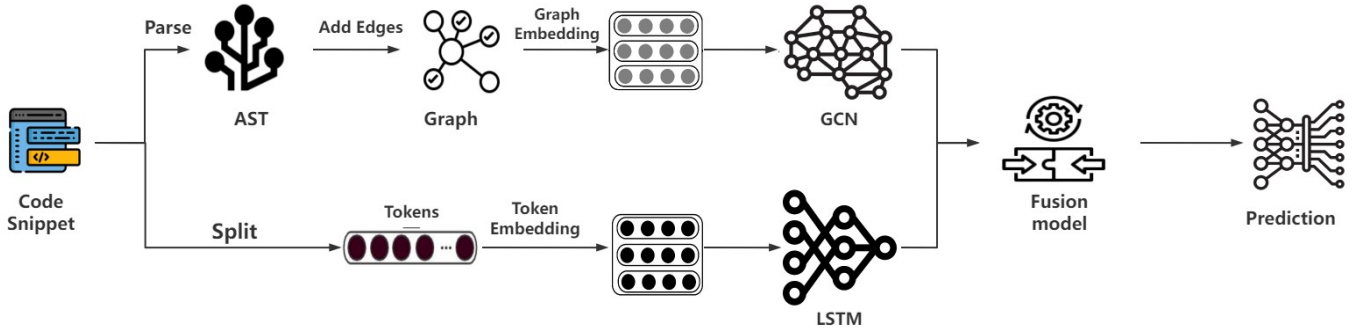 Parse
Add Edges
Graph
Embedding
AST
Graph
GCN
</>
Code
Snippet
Split
Tokens
...
Token
Embedding
LSTM
Fusion
model
Prediction